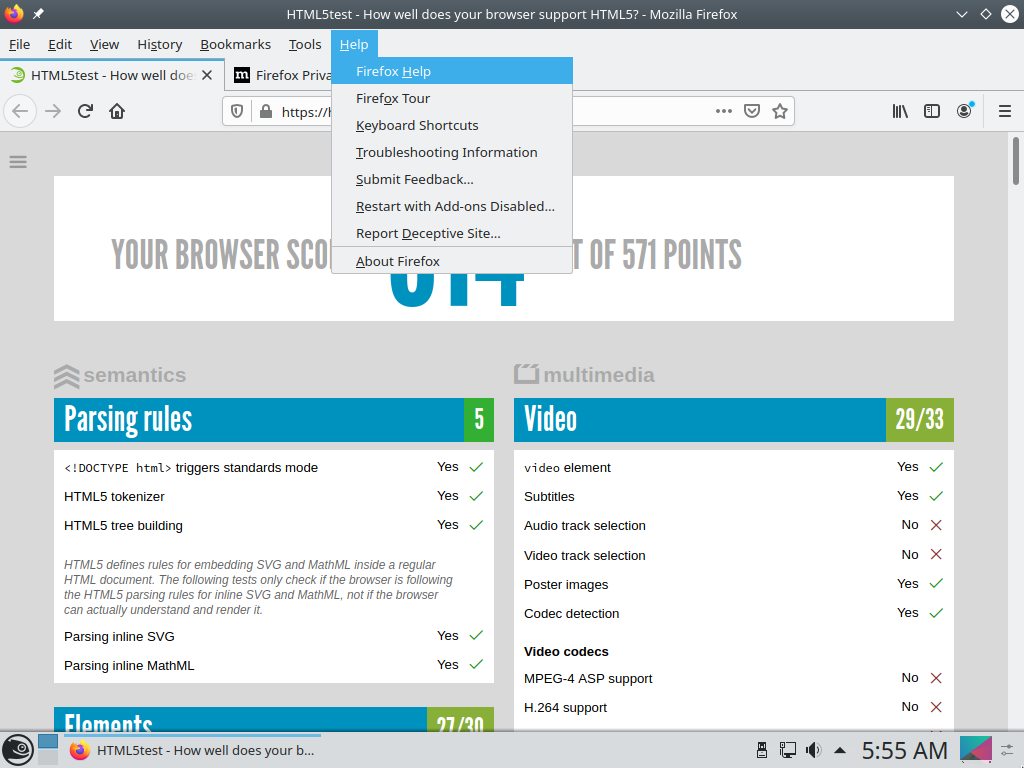 HTML5test - How well does your browser support HTML5? - Mozilla Firefox
File Edit View History Bookmarks Tools Help
HTML5test - How well doe
Firefox Priva
https://h
Firefox Help
Firefox Tour
Keyboard Shortcuts
Troubleshooting Information
Submit Feedback...
Restart with Add-ons Disabled...
Report Deceptive Site...
About Firefox
YOUR BROWSER SCO T OF 571 POINTS
semantics
Parsing rules 5
<!DOCTYPE html> triggers standards mode Yes
HTML5 tokenizer Yes
HTML5 tree building Yes
HTML5 defines rules for embedding SVG and MathML inside a regular
HTML document. The following tests only check if the browser is following
the HTML5 parsing rules for inline SVG and MathML, not if the browser
can actually understand and render it.
Parsing inline SVG Yes
Parsing inline MathML Yes
Elements 27/30
multimedia
Video 29/33
video element Yes
Subtitles Yes
Audio track selection No
Video track selection No
Poster images Yes
Codec detection Yes
Video codecs
MPEG-4 ASP support No
H.264 support No
HTML5test - How well does your b...
5:55 AM